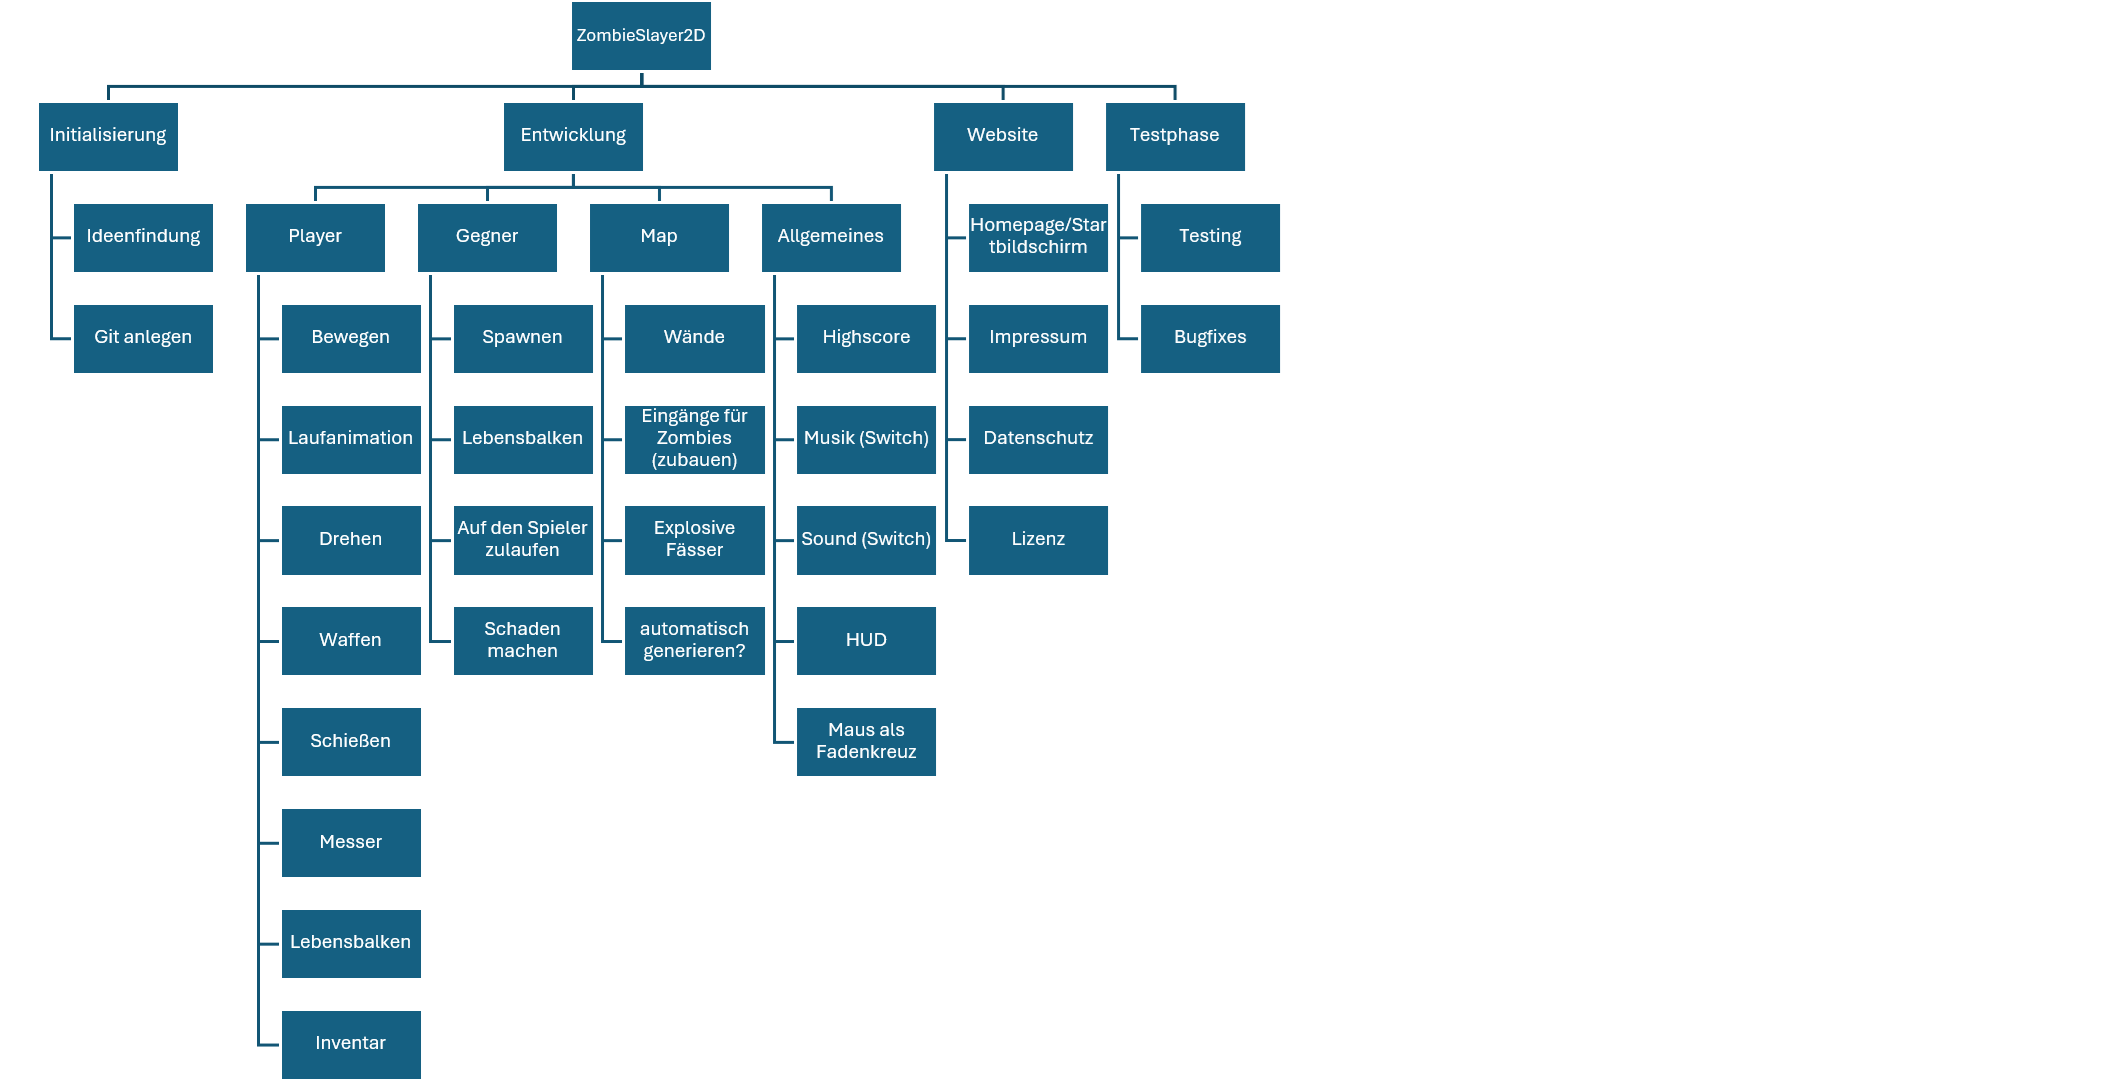 ZombieSlayer2D
Initialisierung
Ideenfindung
Git anlegen
Entwicklung
Player
Bewegen
Laufanimation
Drehen
Waffen
Schießen
Messer
Lebensbalken
Inventar
Gegner
Spawnen
Lebensbalken
Auf den Spieler
zulaufen
Schaden
machen
Map
Wände
Eingänge für
Zombies
(zubauen)
Explosive
Fässer
automatisch
generieren?
Allgemeines
Highscore
Musik (Switch)
Sound (Switch)
HUD
Maus als
Fadenkreuz
Website
Homepage/Star
tbildschirm
Impressum
Datenschutz
Lizenz
Testphase
Testing
Bugfixes